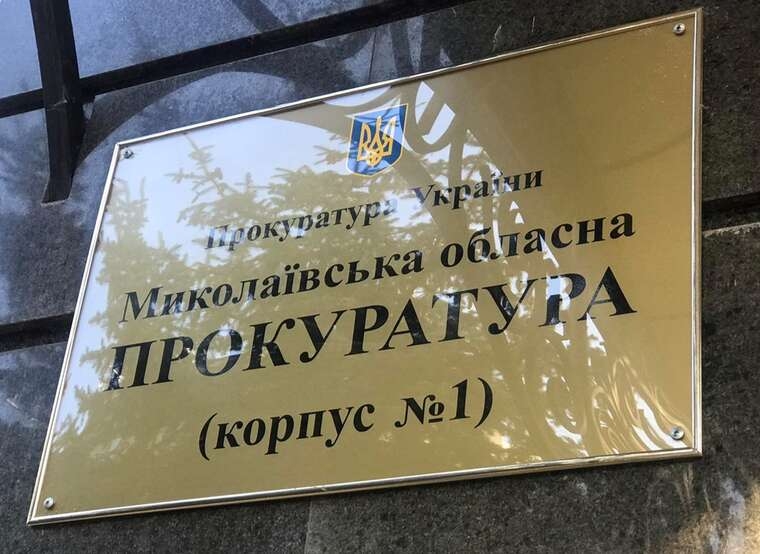 Прокуратура України
Миколаївська обласна
ПРОКУРАТУРА
(корпус №1)